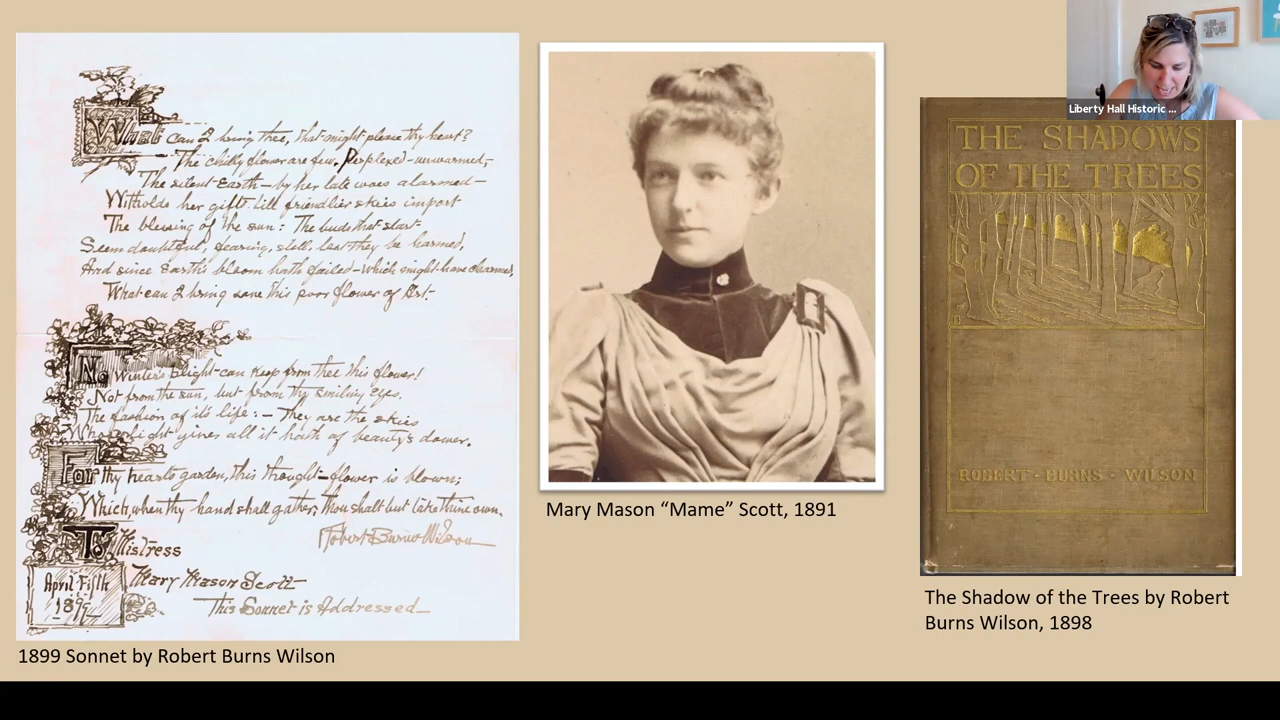 What can I bring thee, that might please thy heart?
The chilly flower are few. Perplexed-unwarmed,-
The silent Earth-by her late woes alarmed-
Witholds her gifts till friendlier skies impart
The blessing of the sun: The buds that start-
Seem doubtful, fearing, still, lest they be harmed,
And since Earth's bloom hath failed-which might have charmed,
What can I bring save this poor flower of Art.
No Winter's blight can keep from thee this flower!
Not from the sun, but from thy smiling eyes.
The fashion of its life:- They are the skies
light gives all it hath of beauty's dower.
For thy heart's garden, this thought-flower is blown;
Which, when thy hand shall gather, thou shalt but take thine own.
Robert Burns Wilson
To Mistress
Mary Mason Scott-
This Sonnet is Addressed-
April Fifth
1899 Sonnet by Robert Burns Wilson
Mary Mason “Mame” Scott, 1891
Liberty Hall Historic ...
THE SHADOWS
OF THE TREES
ROBERT · BURNS · WILSON
The Shadow of the Trees by Robert
Burns Wilson, 1898